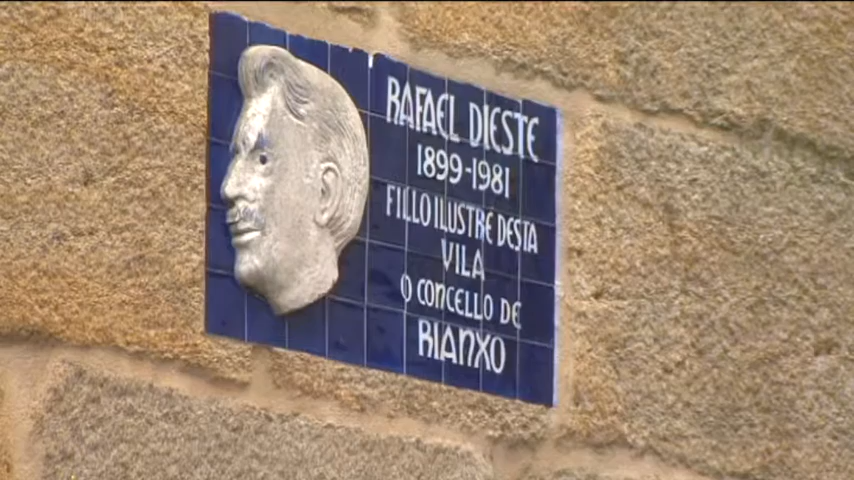 RAFAEL DIESTE
1899-1981
FILLO ILUSTRE DESTA
VILA
O CONCELLO DE
RIANXO